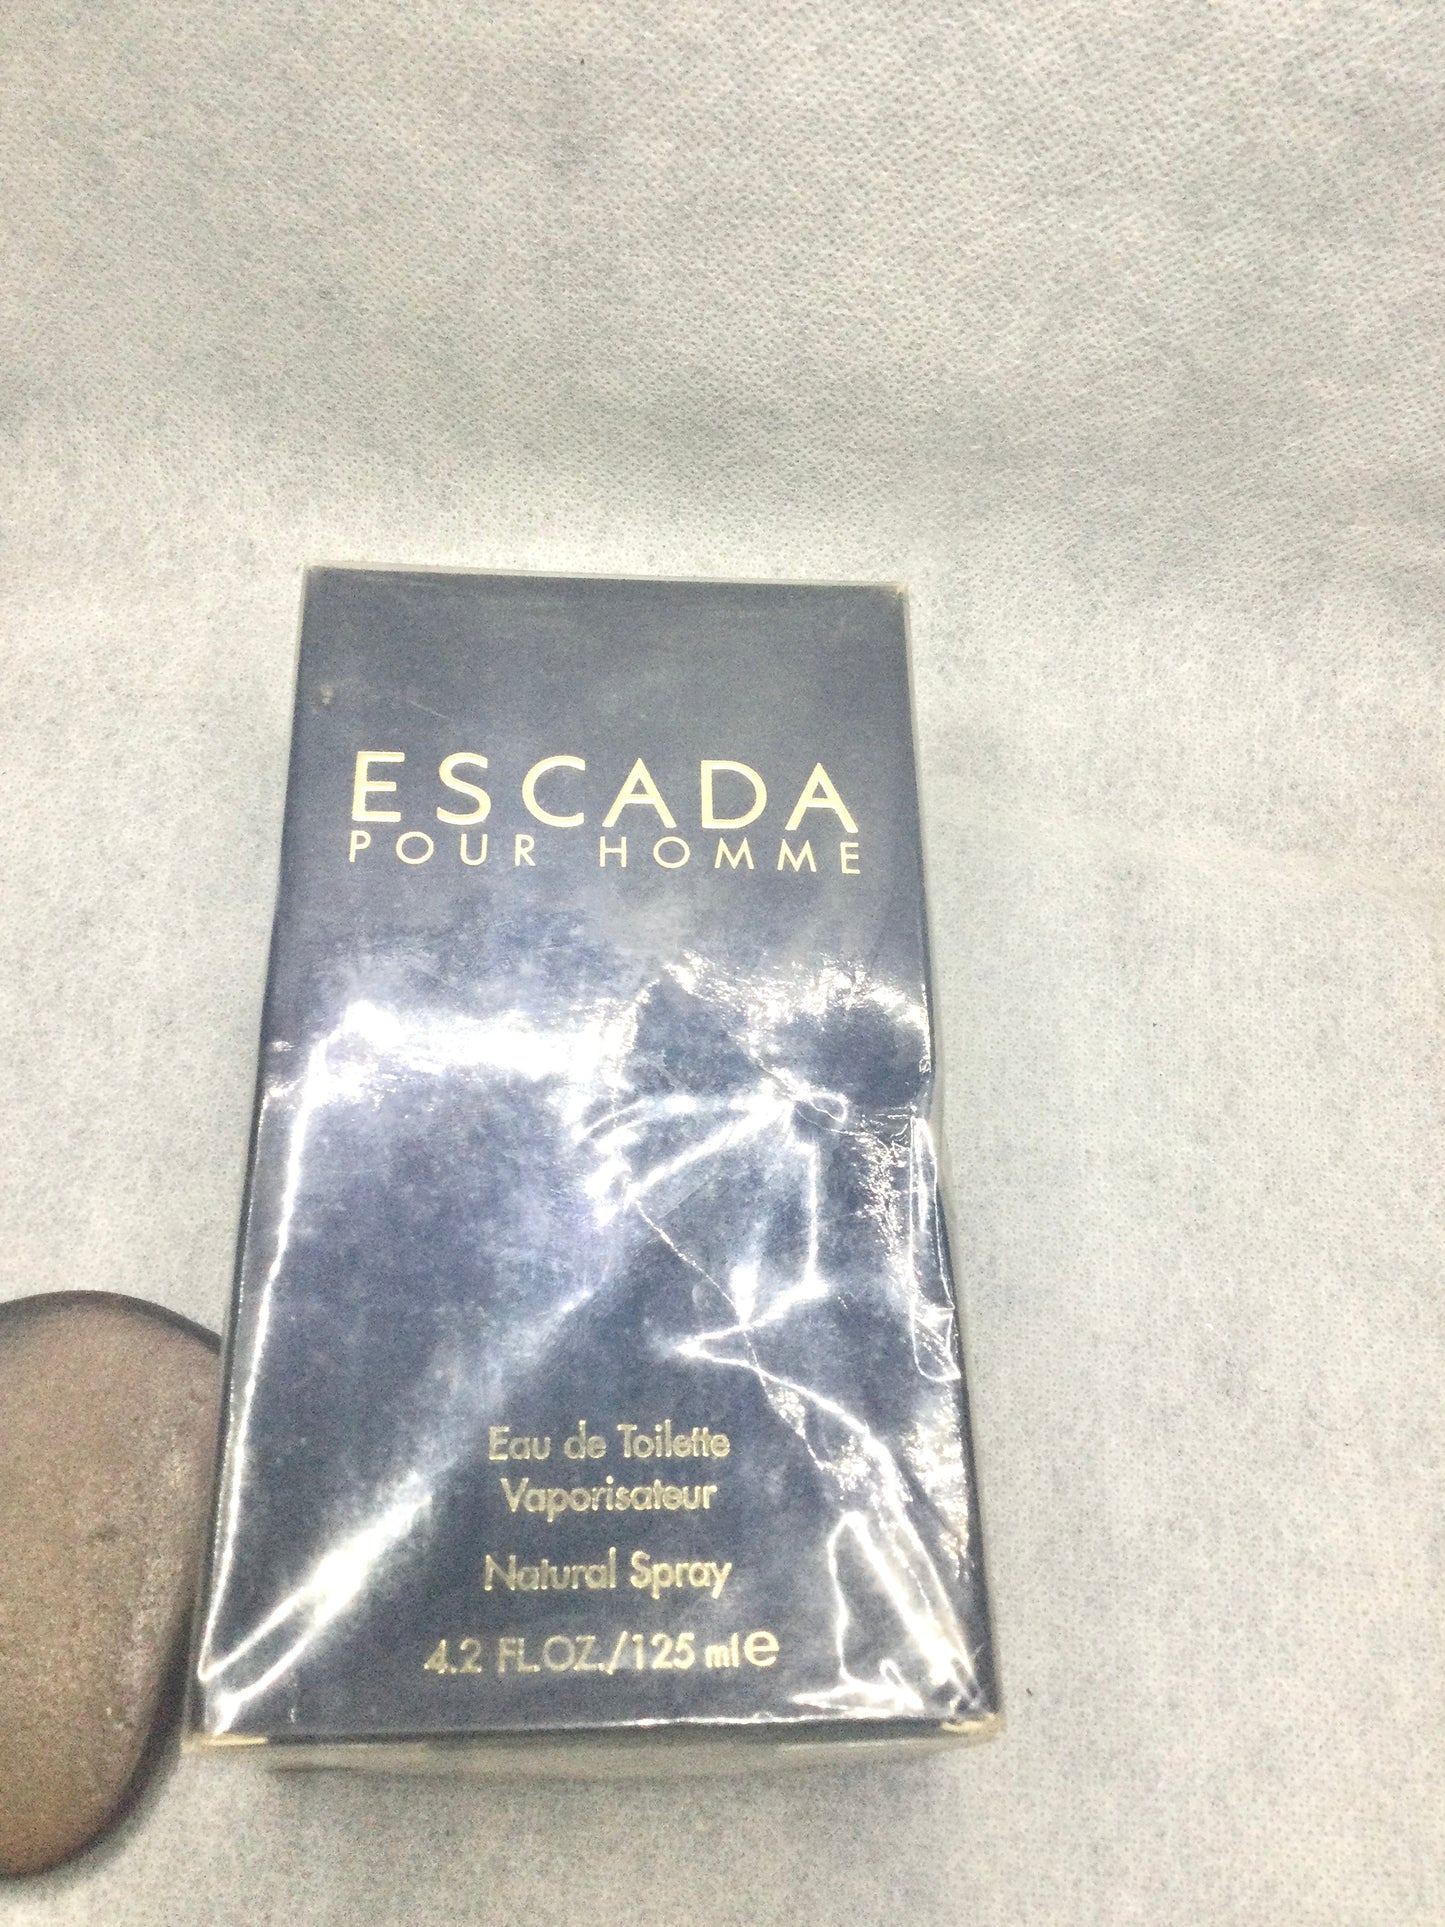 ESCADA
POUR HOMME
Eau de Toilette
Vaporisateur
Natural Spray
4.2 FL.OZ./125 ml e